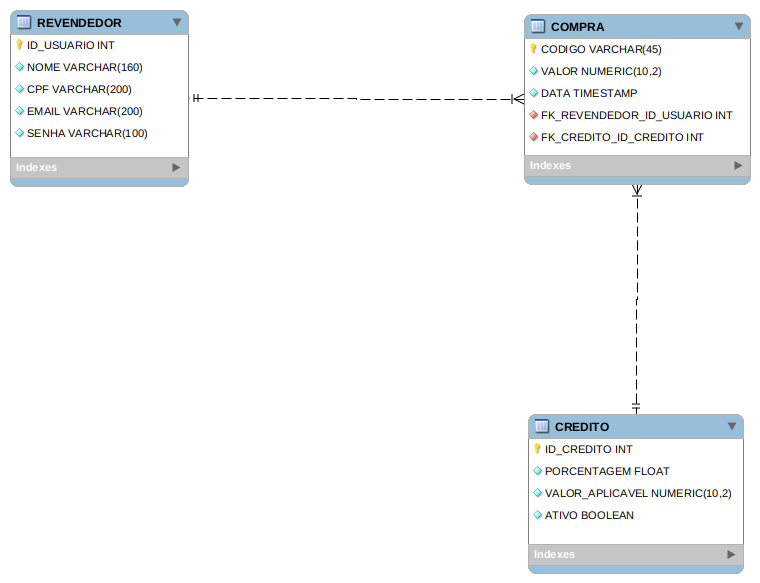 REVENDEDOR
ID_USUARIO INT
NOME VARCHAR(160)
CPF VARCHAR(200)
EMAIL VARCHAR(200)
SENHA VARCHAR(100)
Indexes
COMPRA
CODIGO VARCHAR(45)
VALOR NUMERIC(10,2)
DATA TIMESTAMP
FK_REVENDEDOR_ID_USUARIO INT
FK_CREDITO_ID_CREDITO INT
Indexes
CREDITO
ID_CREDITO INT
PORCENTAGEM FLOAT
VALOR_APLICAVEL NUMERIC(10,2)
ATIVO BOOLEAN
Indexes